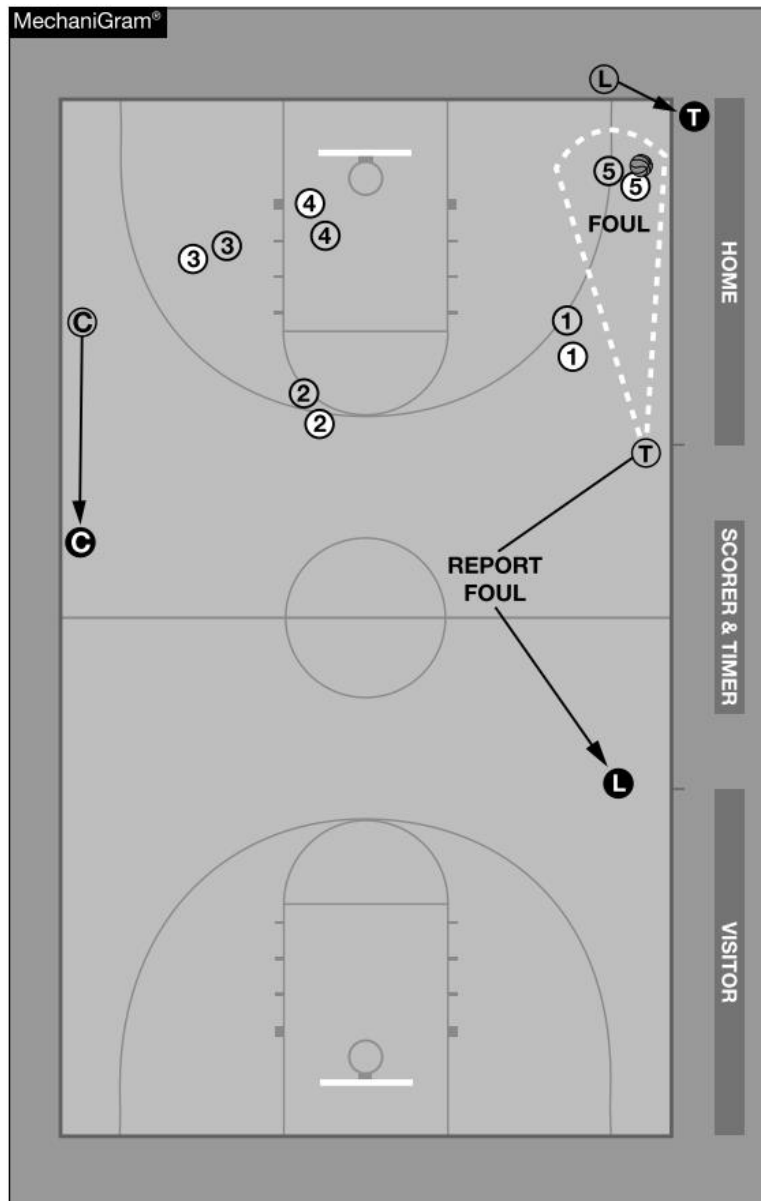 MechaniGram®
L
T
5
5
FOUL
4
4
3
3
HOME
C
1
1
2
2
T
C
REPORT
FOUL
SCORER & TIMER
L
VISITOR